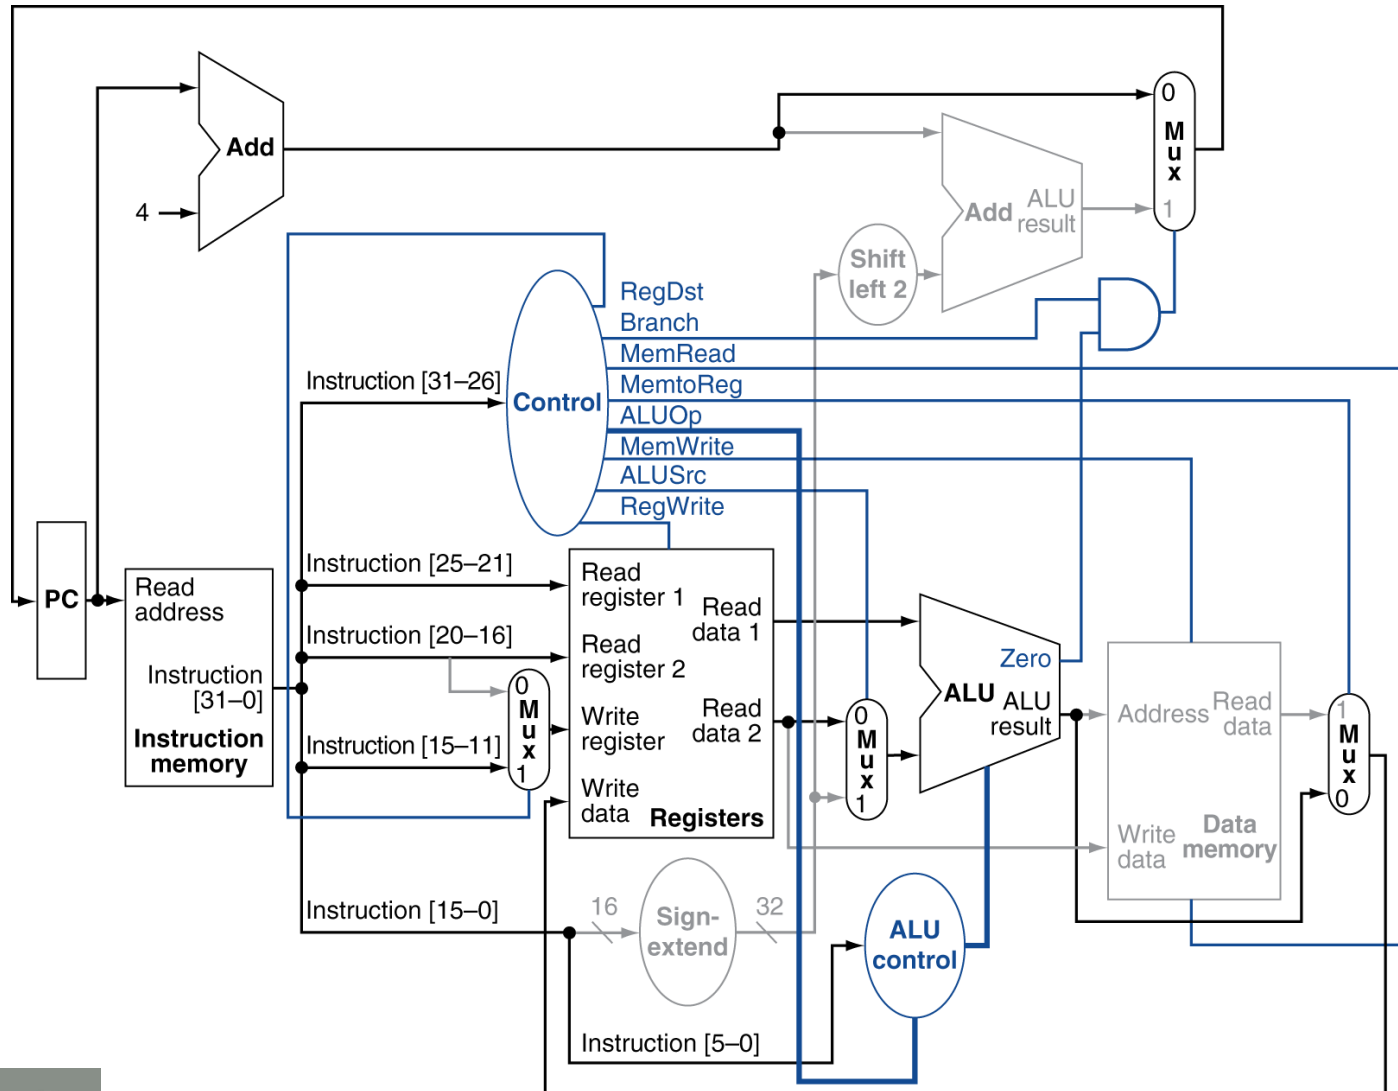 0
M
u
x
1
Add
4
Add
ALU
result
Shift
left 2
RegDst
Branch
MemRead
MemtoReg
ALUOp
MemWrite
ALUSrc
RegWrite
Control
Instruction [31–26]
Instruction [25–21]
Instruction [20–16]
Instruction [15–11]
Instruction [15–0]
Instruction [5–0]
PC
Read
address
Instruction
[31–0]
Instruction
memory
0
M
u
x
1
Read
register 1
Read
register 2
Write
register
Write
data
Read
data 1
Read
data 2
Registers
0
M
u
x
1
Zero
ALU
ALU
result
Address
Read
data
Write
data
Data
memory
1
M
u
x
0
16
Sign-
extend
32
ALU
control